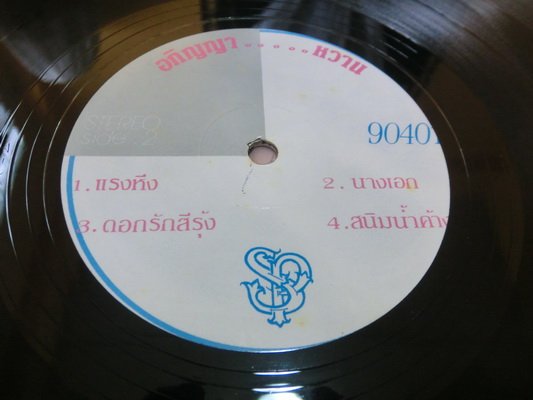 อภิญญา.....หวาน
STEREO
SIDE 2
9040
1.แรงหึง
2.นางเอก
3.ดอกรักสีรุ้ง
4.สนิมน้ำค้าง